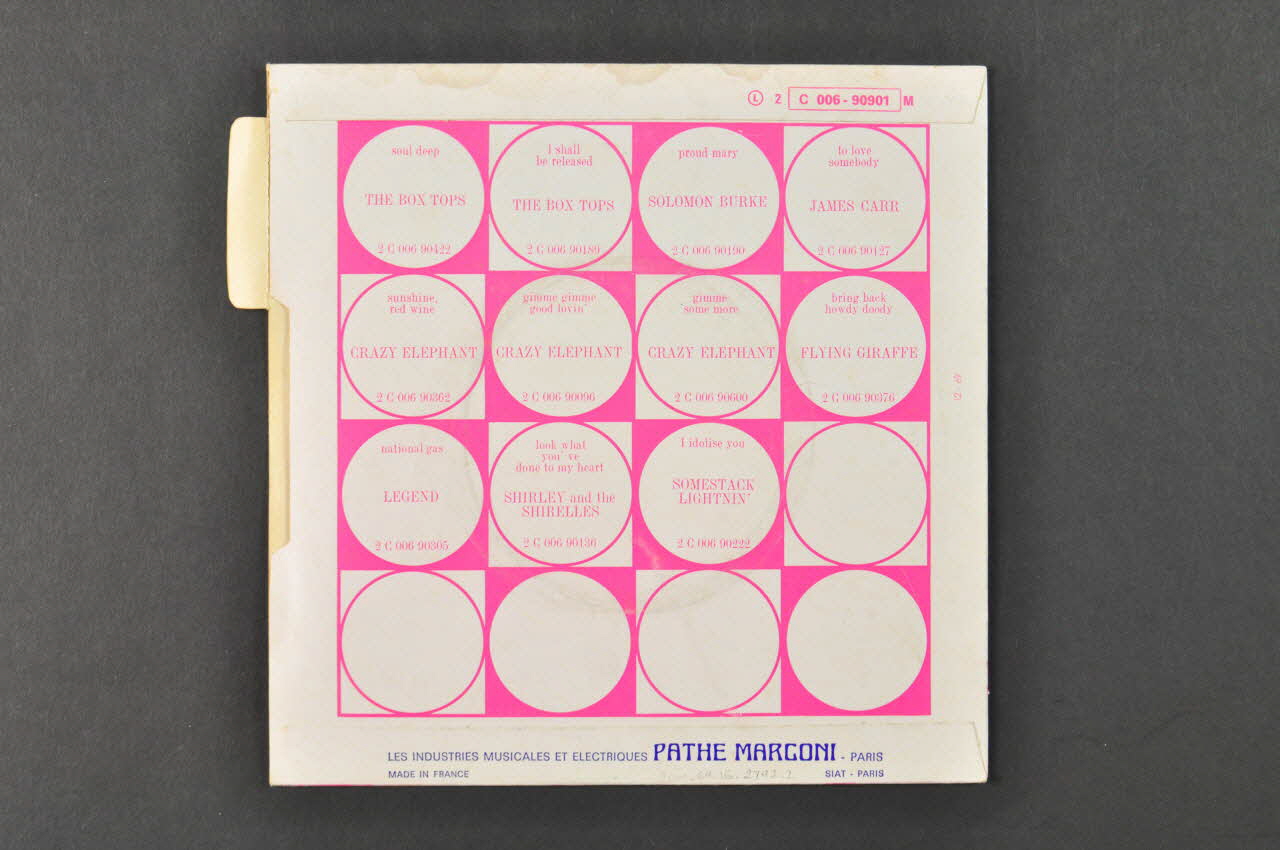 Ⓛ 2 C 006 - 90901 M
soul deep
THE BOX TOPS
2 C 006 90422
I shall
be released
THE BOX TOPS
2 C 006 90189
proud mary
SOLOMON BURKE
2 C 006 90190
to love
somebody
JAMES CARR
2 C 006 90127
sunshine,
red wine
CRAZY ELEPHANT
2 C 006 90362
gimme gimme
good lovin'
CRAZY ELEPHANT
2 C 006 90096
gimme
some more
CRAZY ELEPHANT
2 C 006 90600
bring back
howdy doody
FLYING GIRAFFE
2 C 006 90376
national gas
LEGEND
2 C 006 90305
look what
you' ve
done to my heart
SHIRLEY and the
SHIRELLES
2 C 006 90136
I idolise you
SOMESTACK
LIGHTNIN'
2 C 006 90222
LES INDUSTRIES MUSICALES ET ELECTRIQUES PATHE MARCONI - PARIS
MADE IN FRANCE
SIAT - PARIS